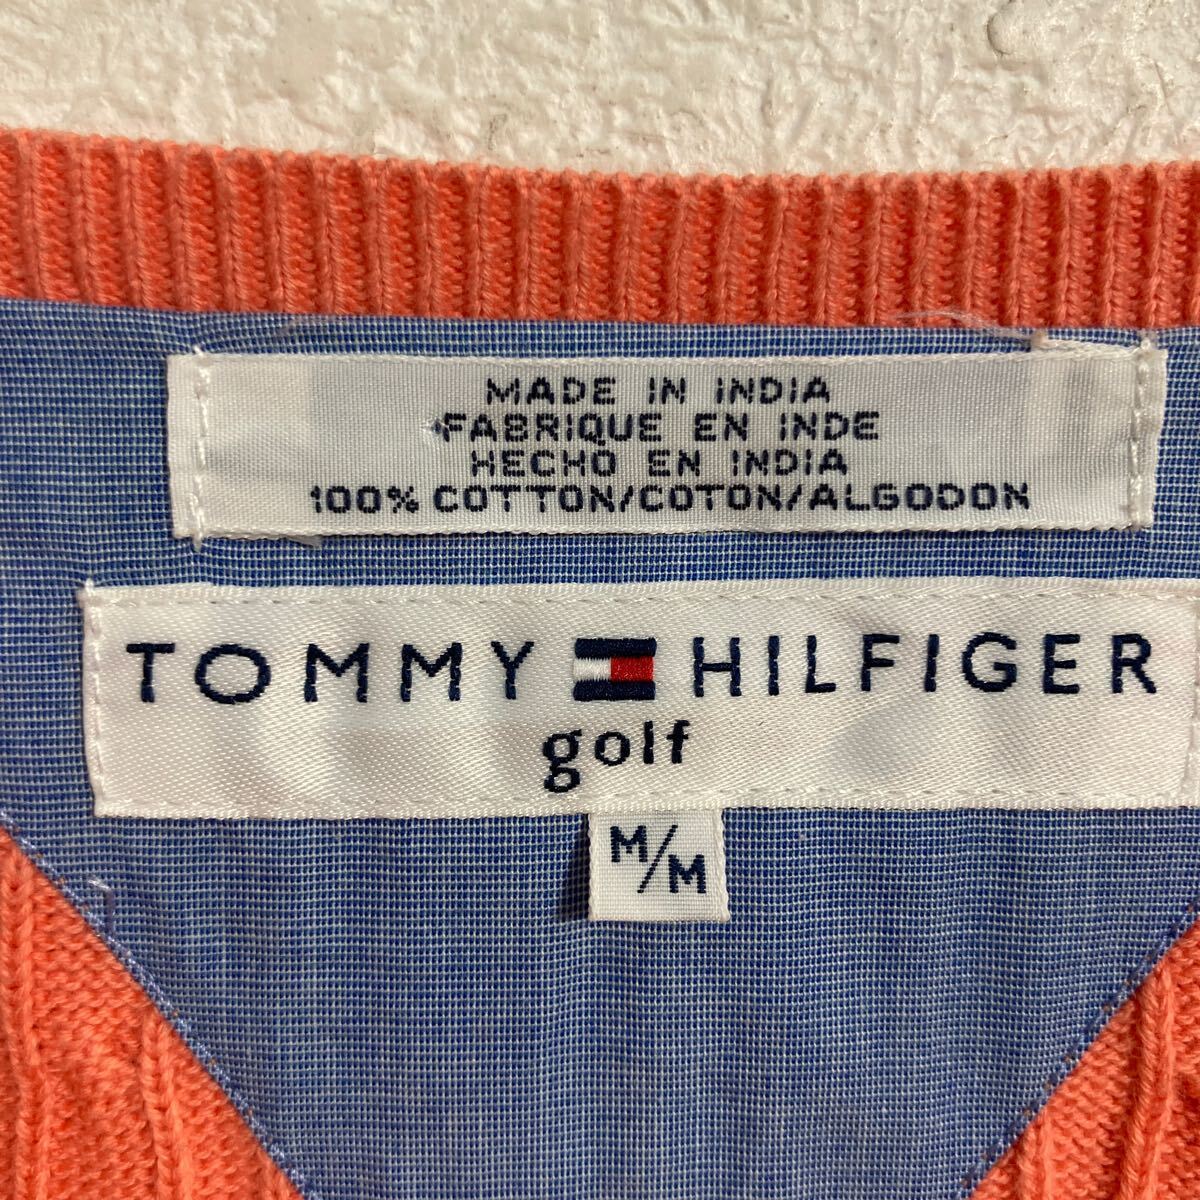 MADE IN INDIA
FABRIQUE EN INDE
HECHO EN INDIA
100% COTTON/COTON/ALGODON
TOMMY HILFIGER
golf
M/M